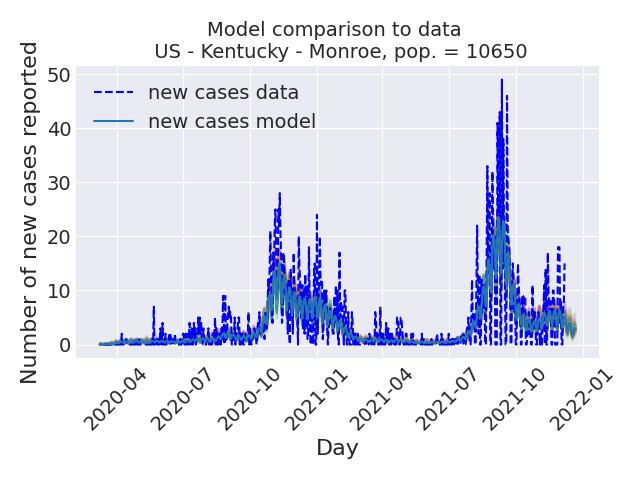 Model comparison to data
US - Kentucky - Monroe, pop. = 10650
new cases data
new cases model
Number of new cases reported
50
40
30
20
10
0
2020-04
2020-07
2020-10
2021-01
2021-04
2021-07
2021-10
2022-01
Day